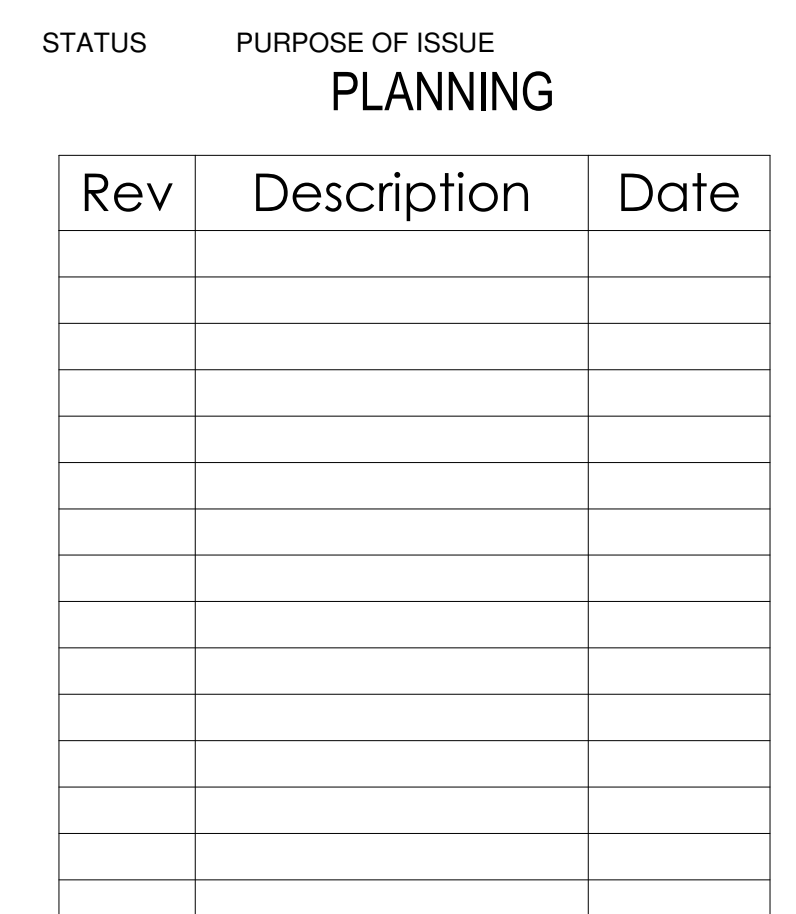 STATUS PURPOSE OF ISSUE
PLANNING
Rev Description Date